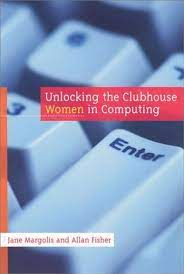 Unlocking the Clubhouse
Women in Computing
Enter
Jane Margolis and Allan Fisher